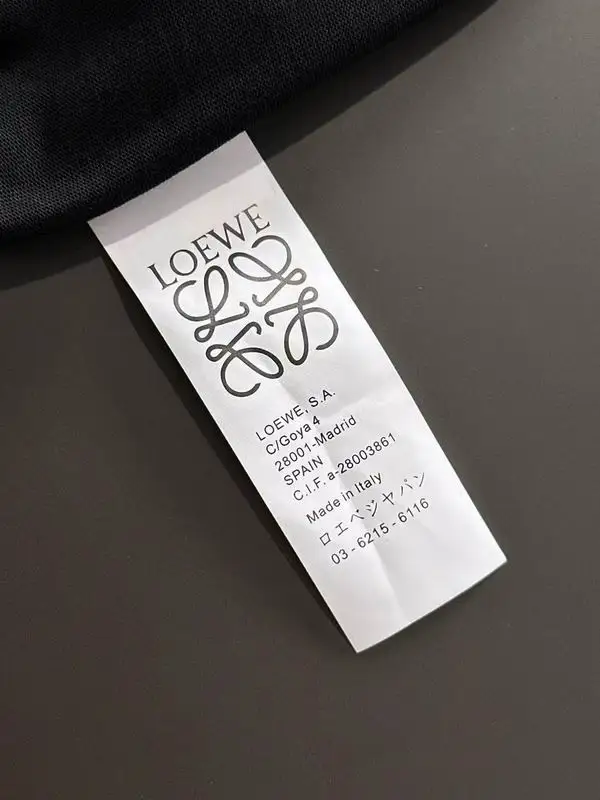 LOEWE
LOEWE, S.A.
C/Goya 4
28001-Madrid
SPAIN
C.I.F. a-28003861
Made in Italy
ロエベジャパン
03-6215-6116